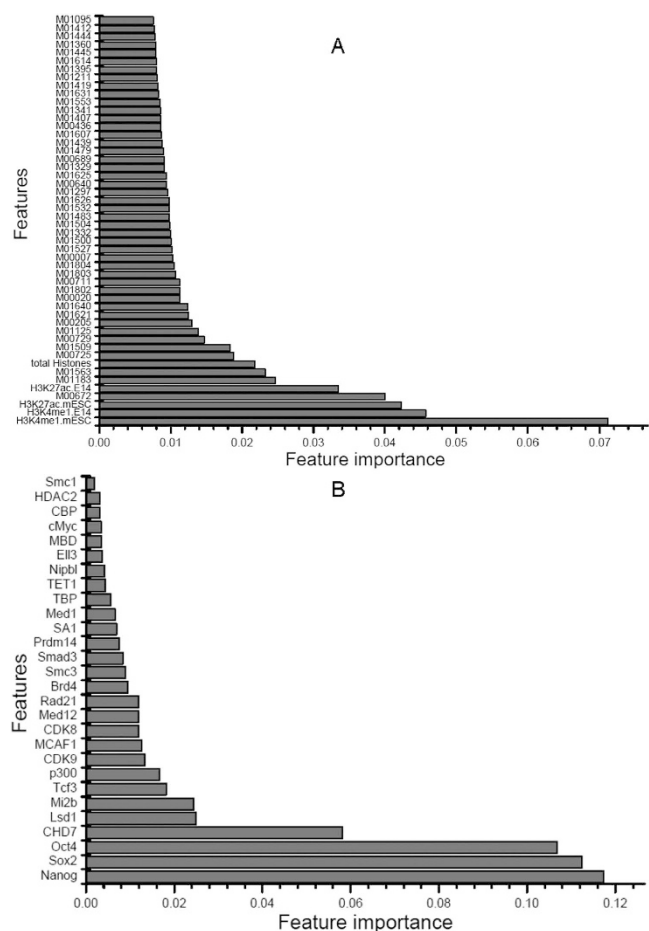 A
Features
M01095
M01412
M01444
M01360
M01445
M01614
M01395
M01211
M01419
M01631
M01553
M01341
M01407
M00436
M01607
M01439
M01479
M00689
M01329
M01625
M00640
M01297
M01626
M01532
M01483
M01504
M01332
M01500
M01527
M00007
M01804
M01803
M00711
M01802
M00020
M01640
M01621
M00205
M01125
M00729
M01509
M00725
total Histones
M01563
M01183
H3K27ac.E14
M00672
H3K27ac.mESC
H3K4me1.E14
H3K4me1.mESC
0.00 0.01 0.02 0.03 0.04 0.05 0.06 0.07
Feature importance
B
Features
Smc1
HDAC2
CBP
cMyc
MBD
Ell3
Nipbl
TET1
TBP
Med1
SA1
Prdm14
Smad3
Smc3
Brd4
Rad21
Med12
CDK8
MCAF1
CDK9
p300
Tcf3
Mi2b
Lsd1
CHD7
Oct4
Sox2
Nanog
0.00 0.02 0.04 0.06 0.08 0.10 0.12
Feature importance